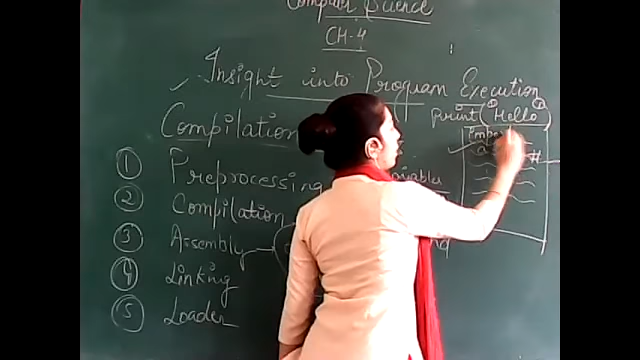 Computer Science
CH-4
✓ Insight into Program Execution
Compilation
print("Hello")
① Preprocessing
② Compilation
③ Assembly
④ Linking
⑤ Loader